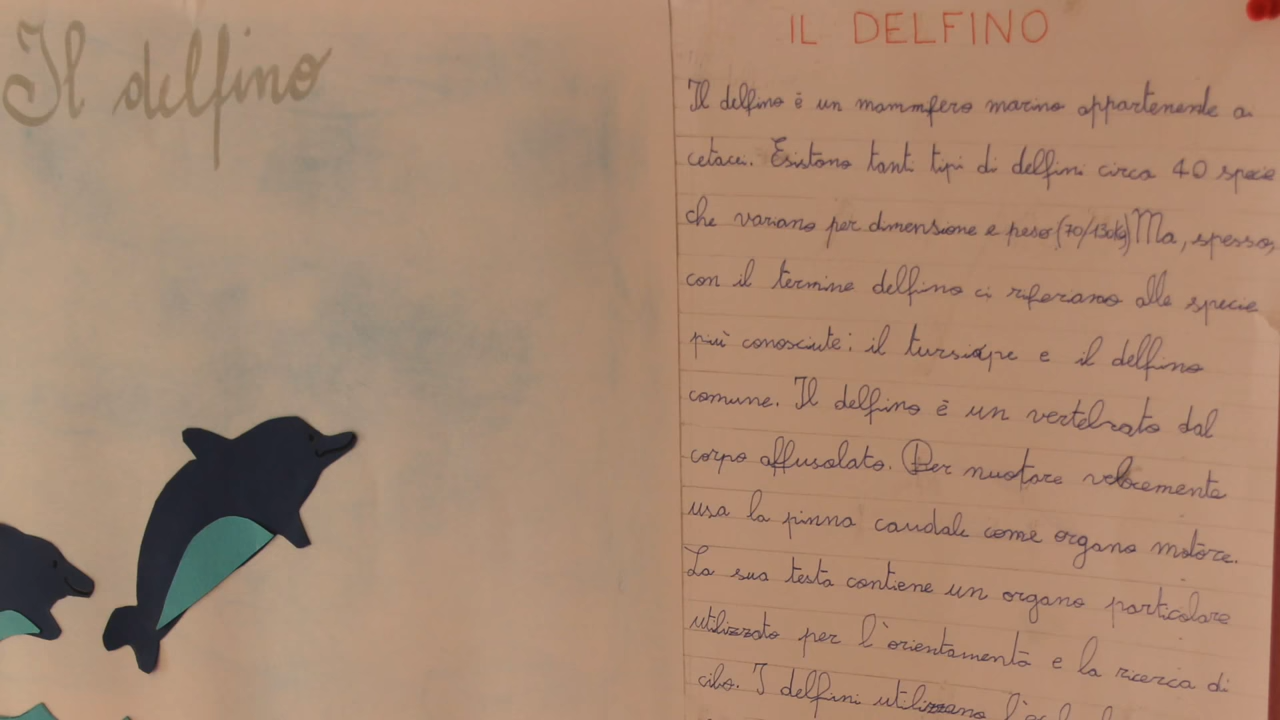 Il delfino
IL DELFINO
Il delfino è un mammfero marino appartenente ai
cetacei. Esistono tanti tipi di delfini circa 40 specie
che variano per dimensione e peso (70/130kg) Ma, spesso,
con il termine delfino ci riferiamo alle specie
più conosciute: il tursiope e il delfino
comune. Il delfino è un vertebrato dal
corpo affusolato. Per nuotare velocemente
usa la pinna caudale come organo motore.
La sua testa contiene un organo particolare
utilizzato per l'orientamento e la ricerca di
cibo. I delfini utilizzano